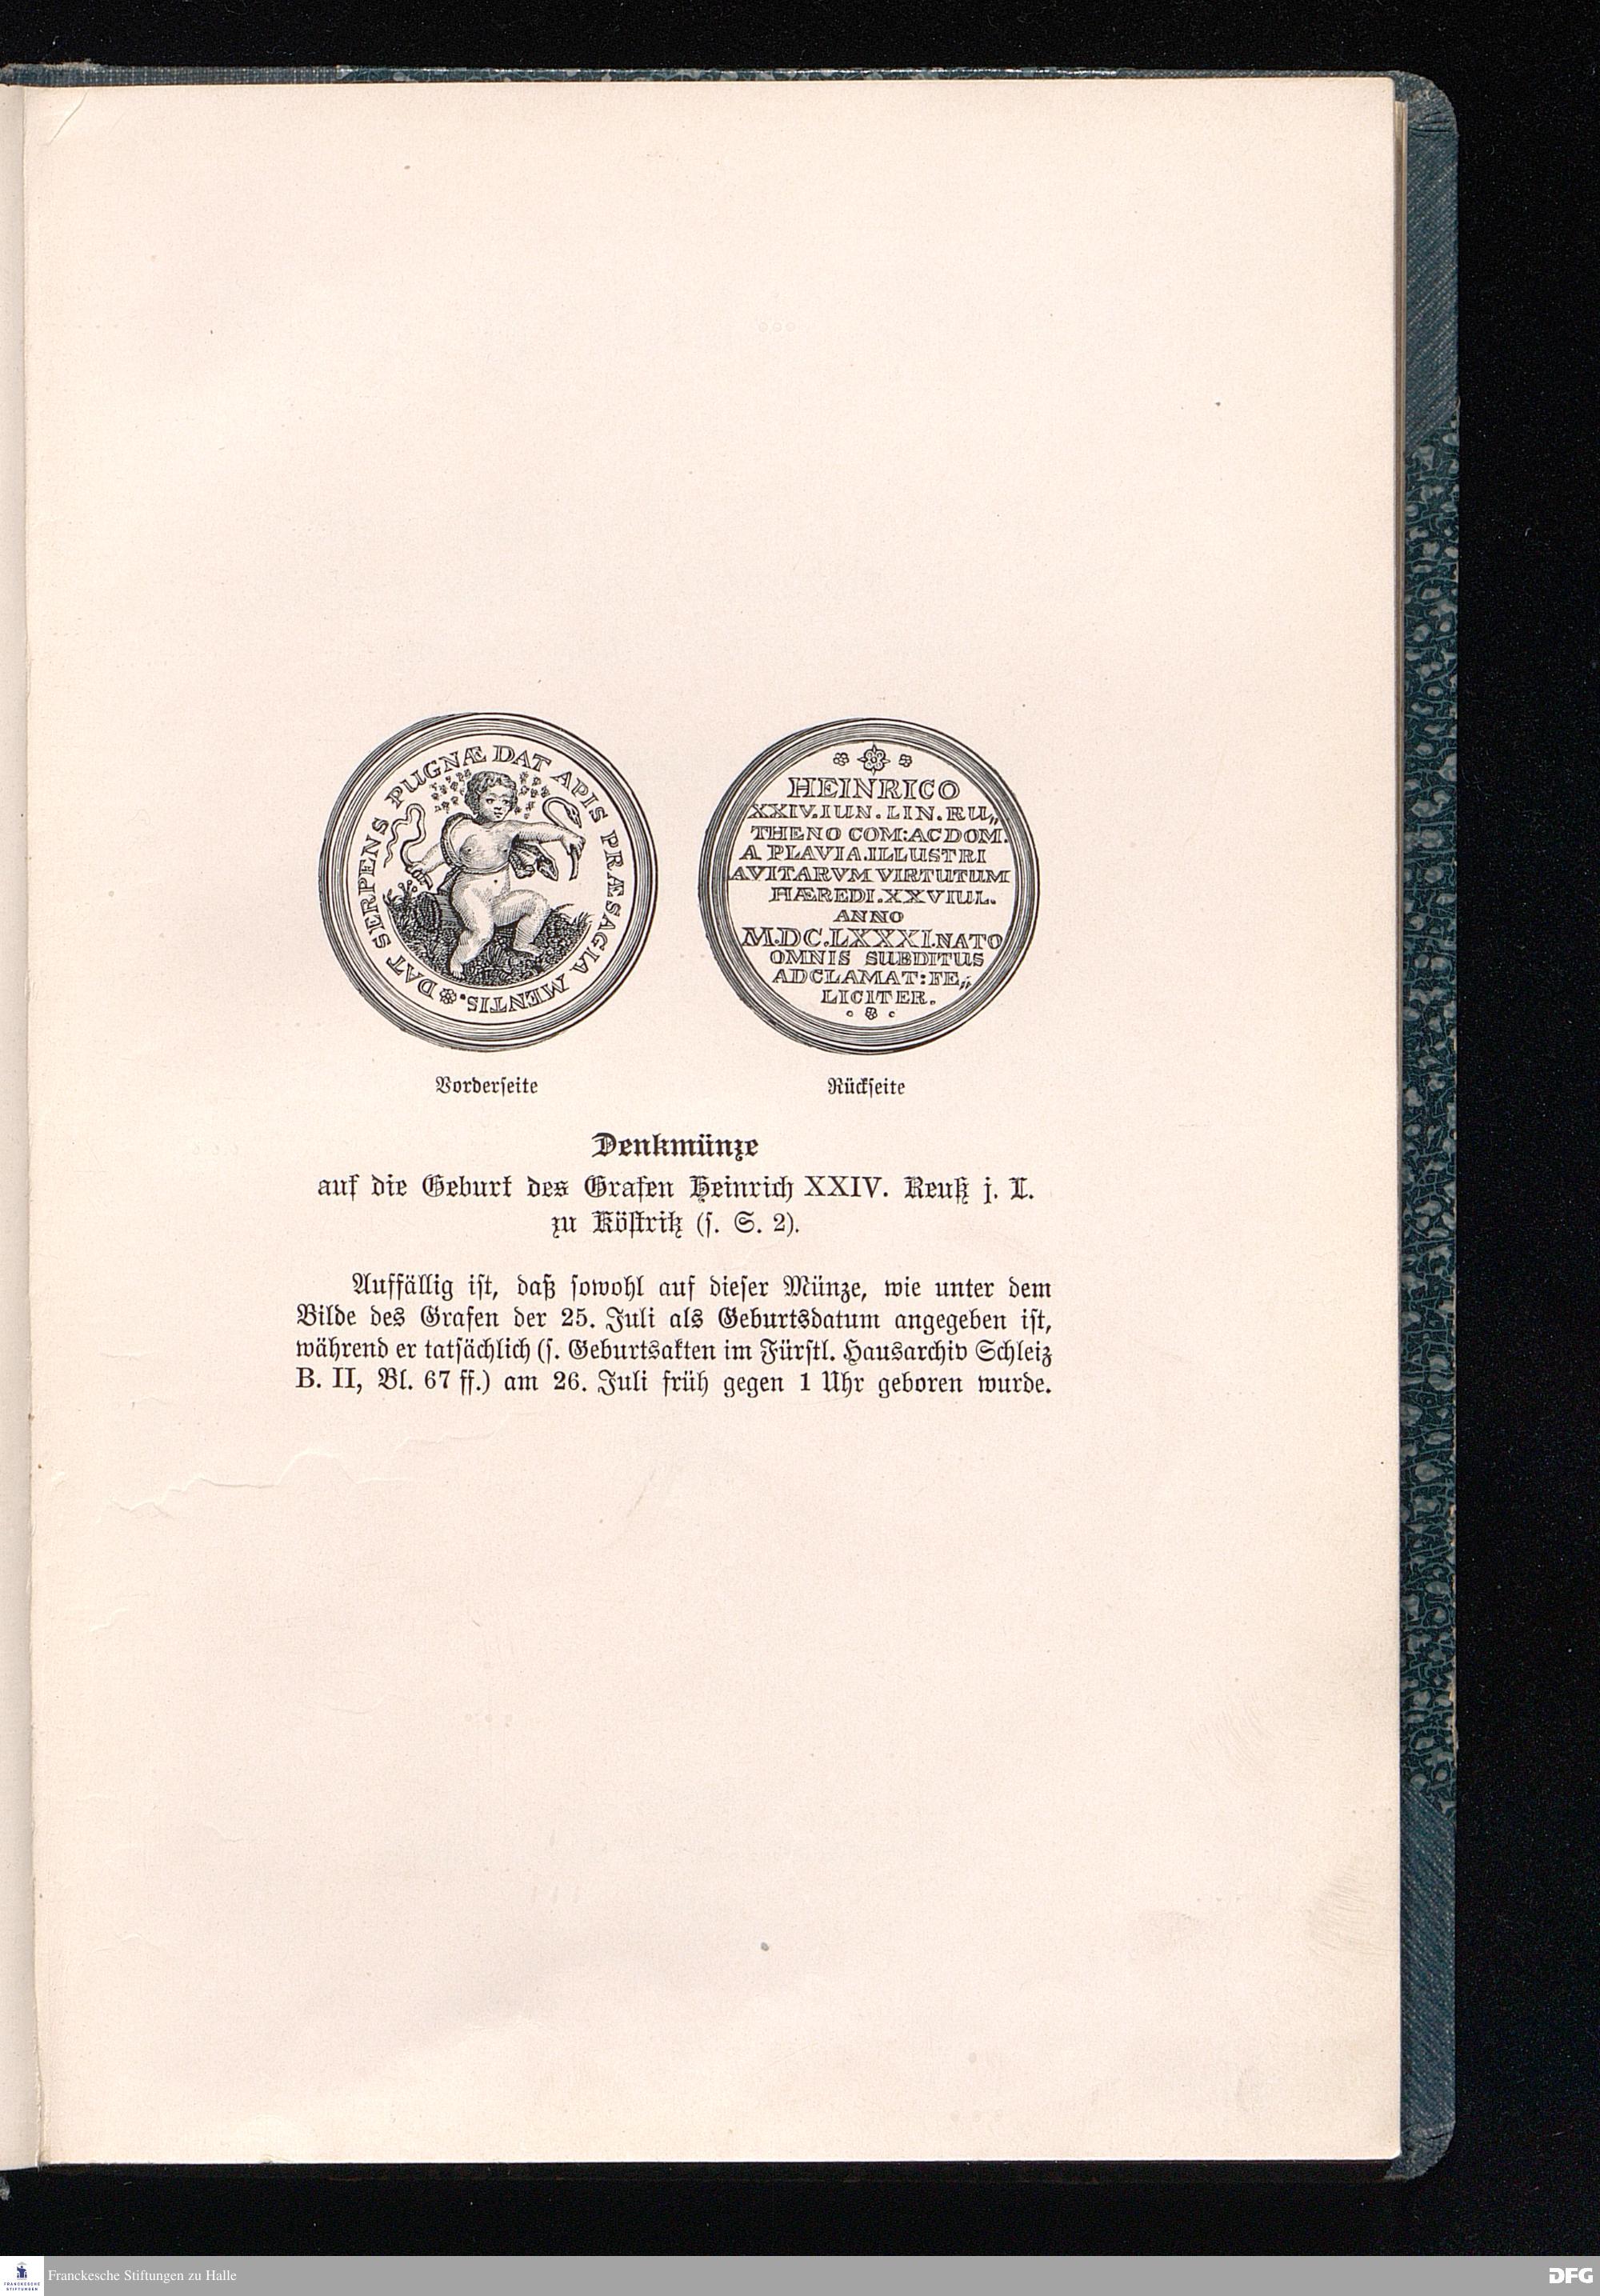 DAT SERPENS PUGNÆ DAT APIS PRÆSAGIA MENTIS.
HEINRICO
XXIV. IUN. LIN. RU„
THENO COM: AC DOM.
A PLAVIA. ILLUSTRI
AVITARVM VIRTUTUM
HÆREDI. XXV IUL.
ANNO
M.DC.LXXXI. NATO
OMNIS SUBDITUS
ADCLAMAT: FE„
LICITER.
Vorderseite
Rückseite
Denkmünze
auf die Geburt des Grafen Heinrich XXIV. Reuß j. L.
zu Köstritz (s. S. 2).
Auffällig ist, daß sowohl auf dieser Münze, wie unter dem
Bilde des Grafen der 25. Juli als Geburtsdatum angegeben ist,
während er tatsächlich (s. Geburtsakten im Fürstl. Hausarchiv Schleiz
B. II, Bl. 67 ff.) am 26. Juli früh gegen 1 Uhr geboren wurde.
FRANCKESCHE
STIFTUNGEN
Franckesche Stiftungen zu Halle
DFG